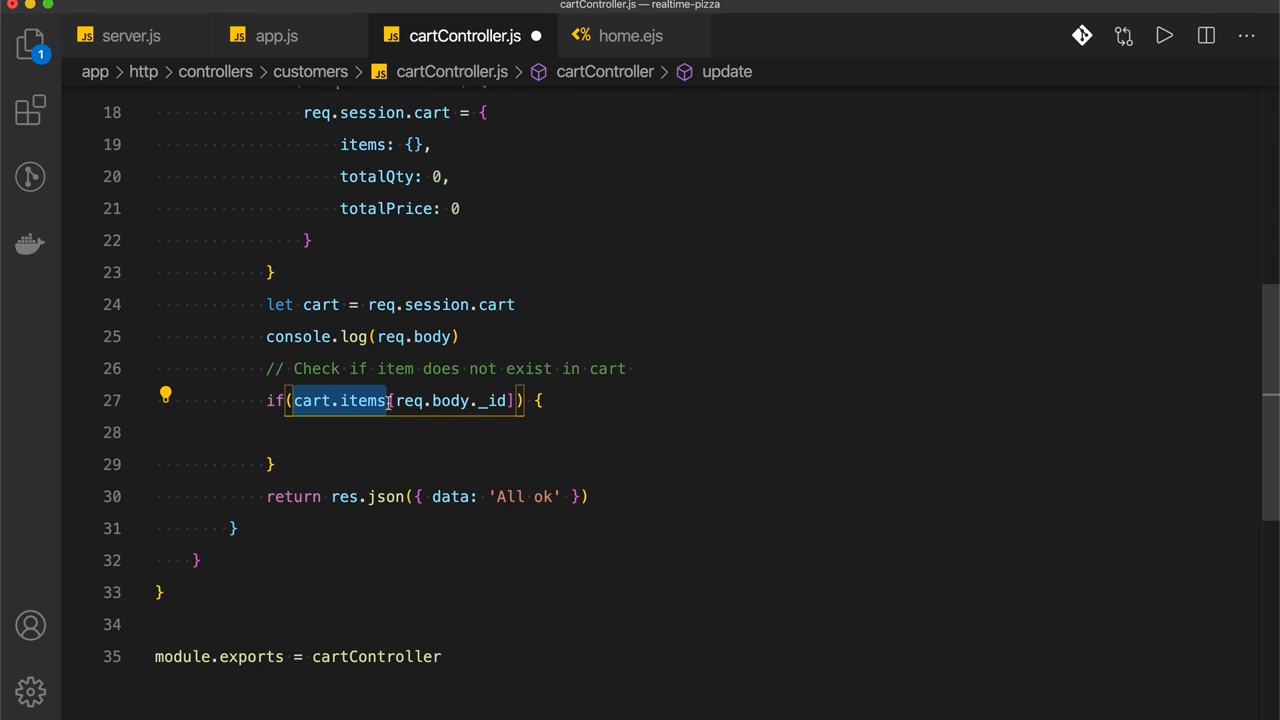 cartController.js — realtime-pizza
JS server.js JS app.js JS cartController.js home.ejs
1
app > http > controllers > customers > JS cartController.js > cartController > update
18 req.session.cart = {
19 items: {},
20 totalQty: 0,
21 totalPrice: 0
22 }
23 }
24 let cart = req.session.cart
25 console.log(req.body)
26 // Check if item does not exist in cart
27 if(cart.items[req.body._id]) {
28
29 }
30 return res.json({ data: 'All ok' })
31 }
32 }
33 }
34
35 module.exports = cartController